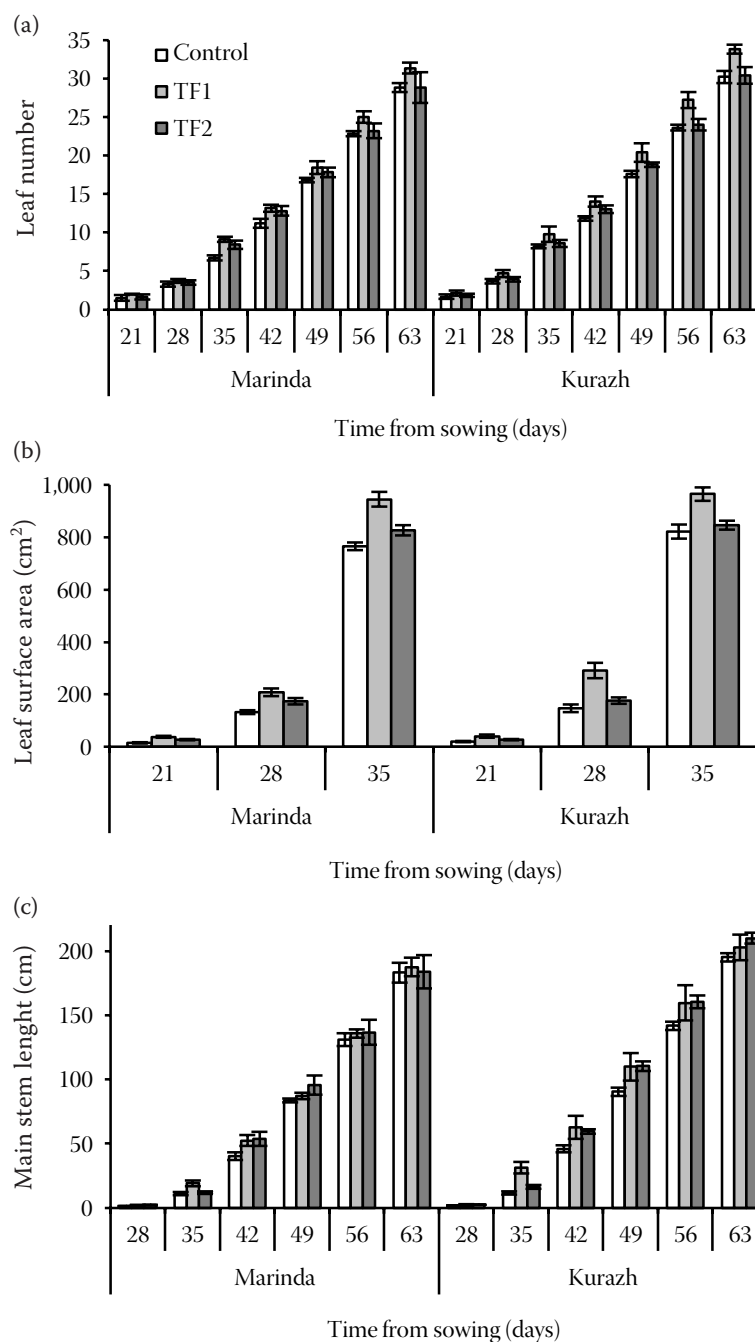 (a)
Leaf number
35
30
25
20
15
10
5
0
Control
TF1
TF2
21 28 35 42 49 56 63 21 28 35 42 49 56 63
Marinda Kurazh
Time from sowing (days)
(b)
Leaf surface area (cm²)
1,000
800
600
400
200
0
21 28 35 21 28 35
Marinda Kurazh
Time from sowing (days)
(c)
Main stem lenght (cm)
200
150
100
50
0
28 35 42 49 56 63 28 35 42 49 56 63
Marinda Kurazh
Time from sowing (days)